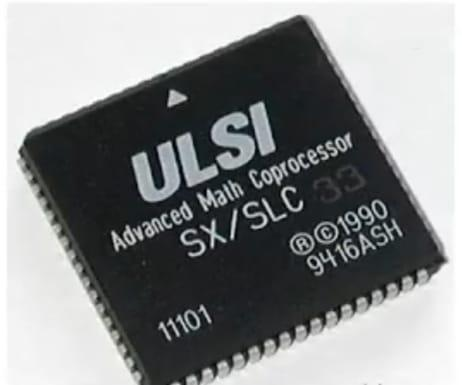 ULSI
Advanced Math Coprocessor
SX/SLC 33
®©1990
9416ASH
11101